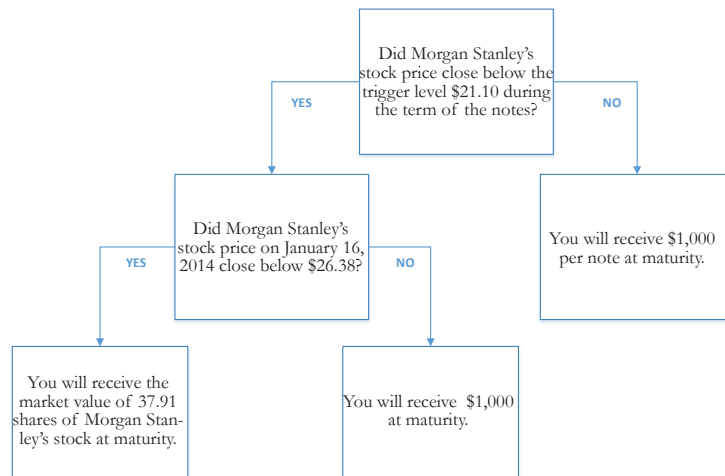 Did Morgan Stanley's
stock price close below the
trigger level $21.10 during
the term of the notes?
YES
NO
Did Morgan Stanley's
stock price on January 16,
2014 close below $26.38?
You will receive $1,000
per note at maturity.
YES
NO
You will receive the
market value of 37.91
shares of Morgan Stan-
ley's stock at maturity.
You will receive $1,000
at maturity.